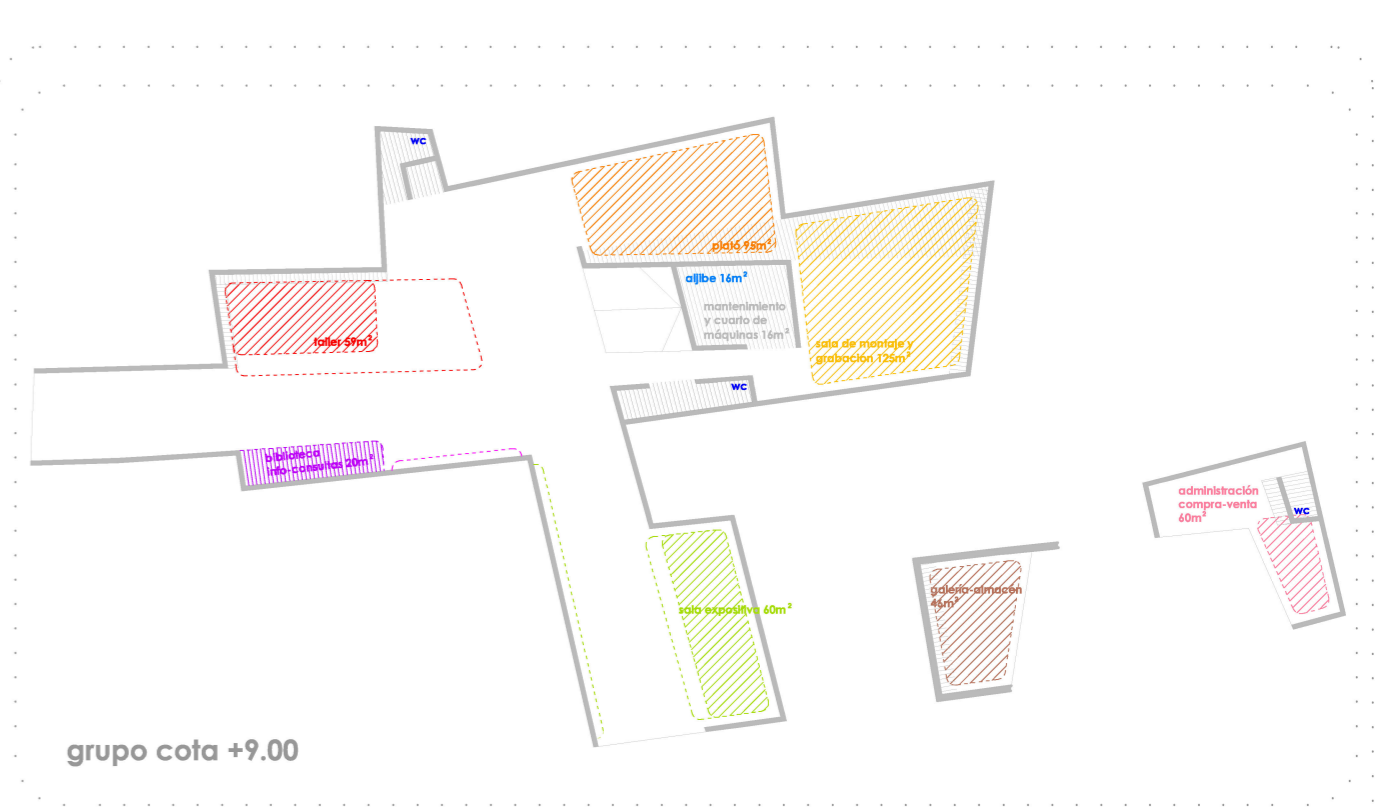 wc
plató 95m²
aljibe 16m²
mantenimiento
y cuarto de
máquinas 16m²
taller 59m²
sala de montaje y
grabación 125m²
wc
biblioteca
info-consultas 20m²
administración
compra-venta
60m²
wc
galería-almacén
46m²
sala expositiva 60m²
grupo cota +9.00